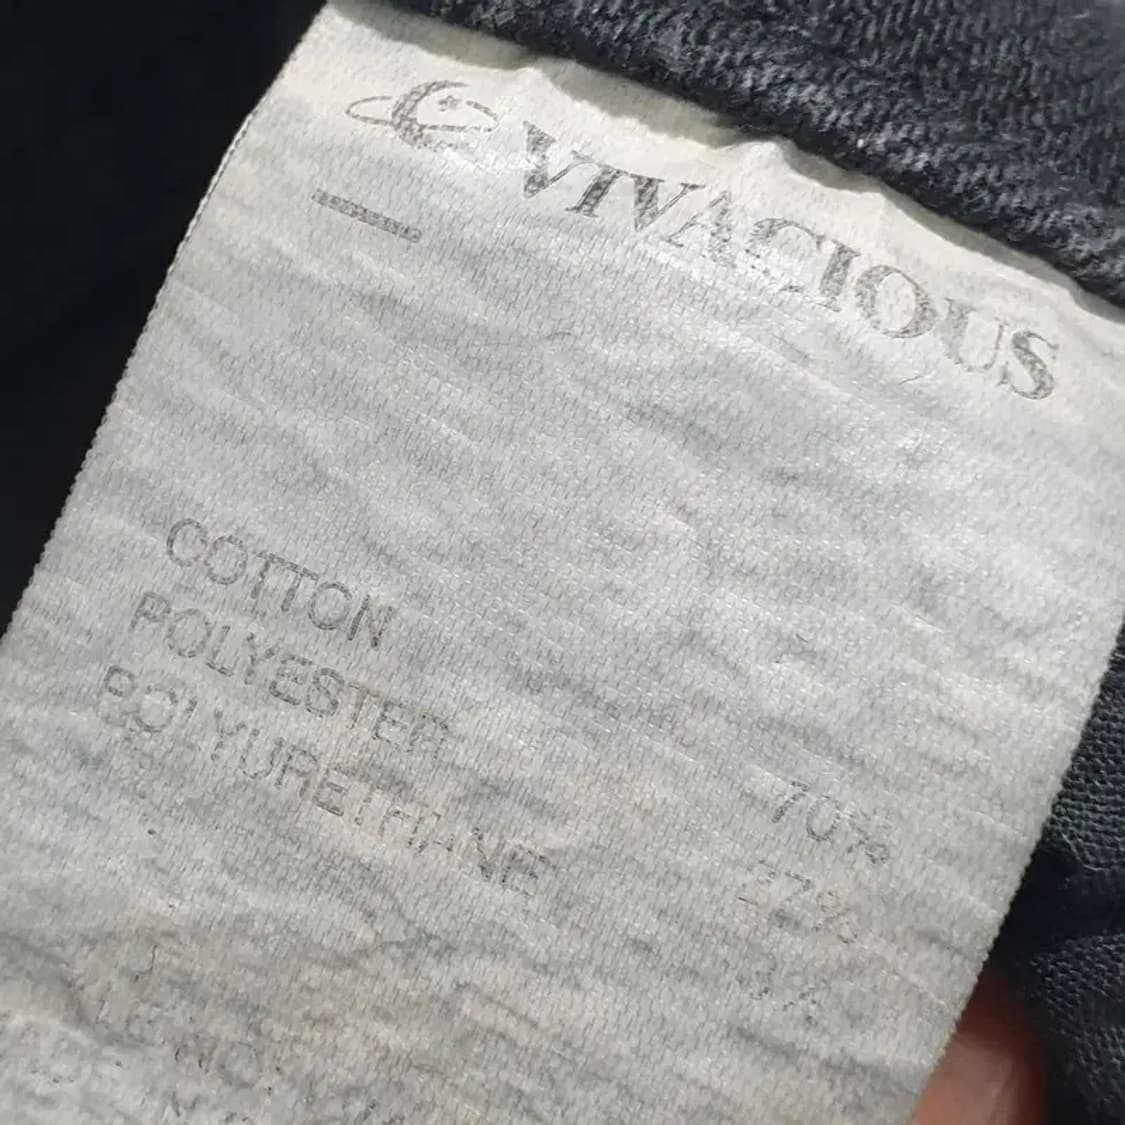 VIVACIOUS
COTTON 70%
POLYESTER 27%
POLYURETHANE 3%